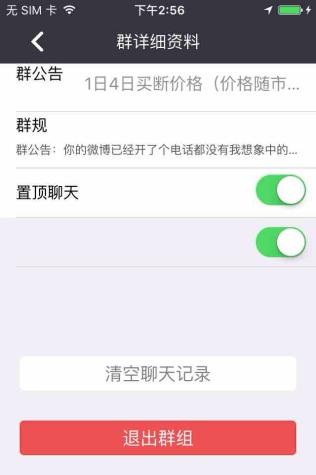 无 SIM 卡 下午2:56
群详细资料
群公告 1日4日买断价格（价格随市...
群规
群公告：你的微博已经开了个电话都没有我想象中的...
置顶聊天
清空聊天记录
退出群组